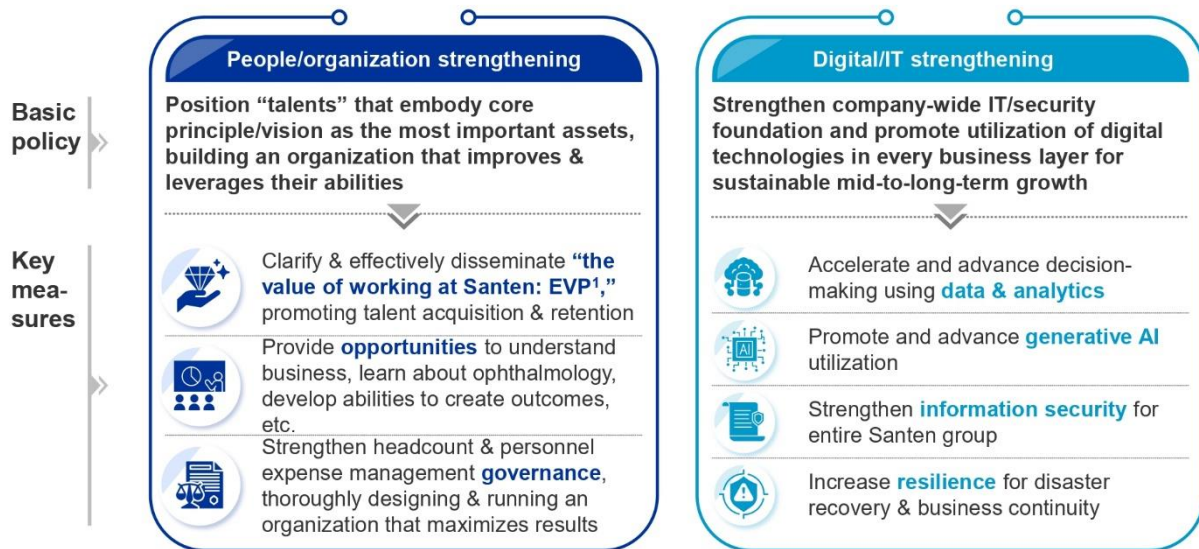 People/organization strengthening
Digital/IT strengthening
Basic
policy
Position “talents” that embody core
principle/vision as the most important assets,
building an organization that improves &
leverages their abilities
Strengthen company-wide IT/security
foundation and promote utilization of digital
technologies in every business layer for
sustainable mid-to-long-term growth
Key
mea-
sures
Clarify & effectively disseminate “the
value of working at Santen: EVP¹,”
promoting talent acquisition & retention
Provide opportunities to understand
business, learn about ophthalmology,
develop abilities to create outcomes,
etc.
Strengthen headcount & personnel
expense management governance,
thoroughly designing & running an
organization that maximizes results
Accelerate and advance decision-
making using data & analytics
AI
Promote and advance generative AI
utilization
Strengthen information security for
entire Santen group
Increase resilience for disaster
recovery & business continuity